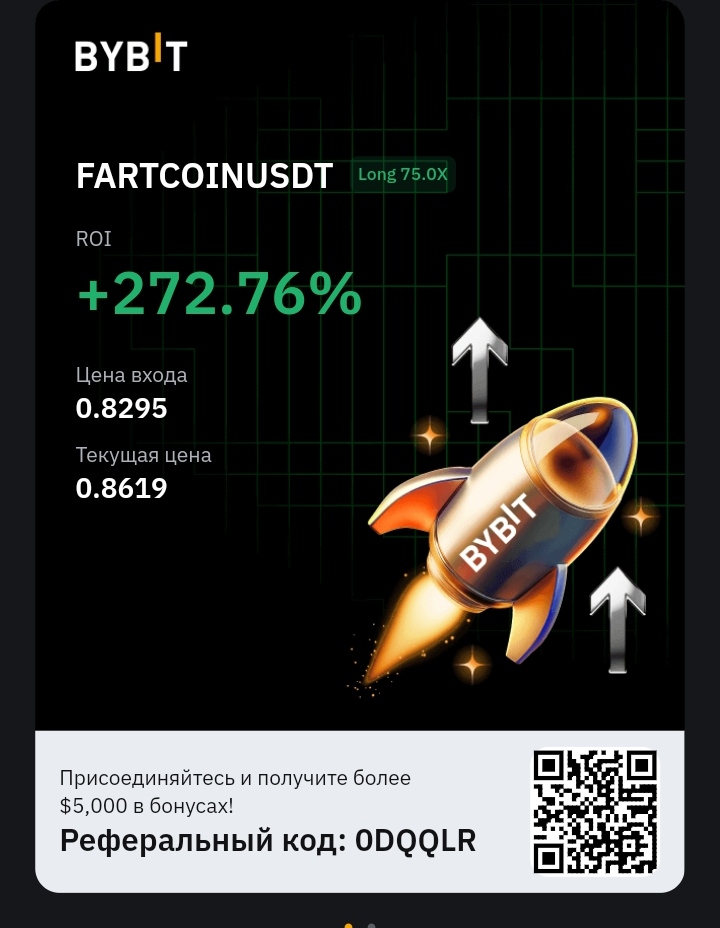 BYBIT
FARTCOINUSDT Long 75.0X
ROI
+272.76%
Цена входа
0.8295
Текущая цена
0.8619
BYBIT
Присоединяйтесь и получите более
$5,000 в бонусах!
Реферальный код: 0DQQLR